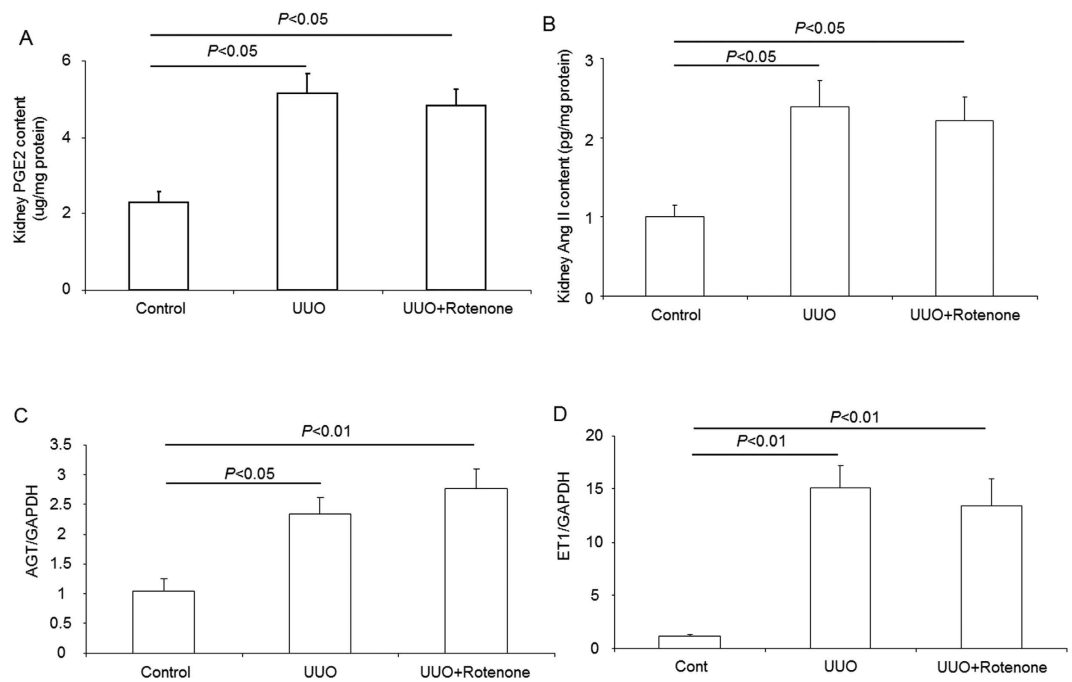 A
P<0.05
P<0.05
Kidney PGE2 content
(ug/mg protein)
6
4
2
0
Control
UUO
UUO+Rotenone
B
P<0.05
P<0.05
Kidney Ang II content (pg/mg protein)
3
2
1
0
Control
UUO
UUO+Rotenone
C
P<0.01
P<0.05
AGT/GAPDH
3.5
3
2.5
2
1.5
1
0.5
0
Control
UUO
UUO+Rotenone
D
P<0.01
P<0.01
ET1/GAPDH
20
15
10
5
0
Cont
UUO
UUO+Rotenone